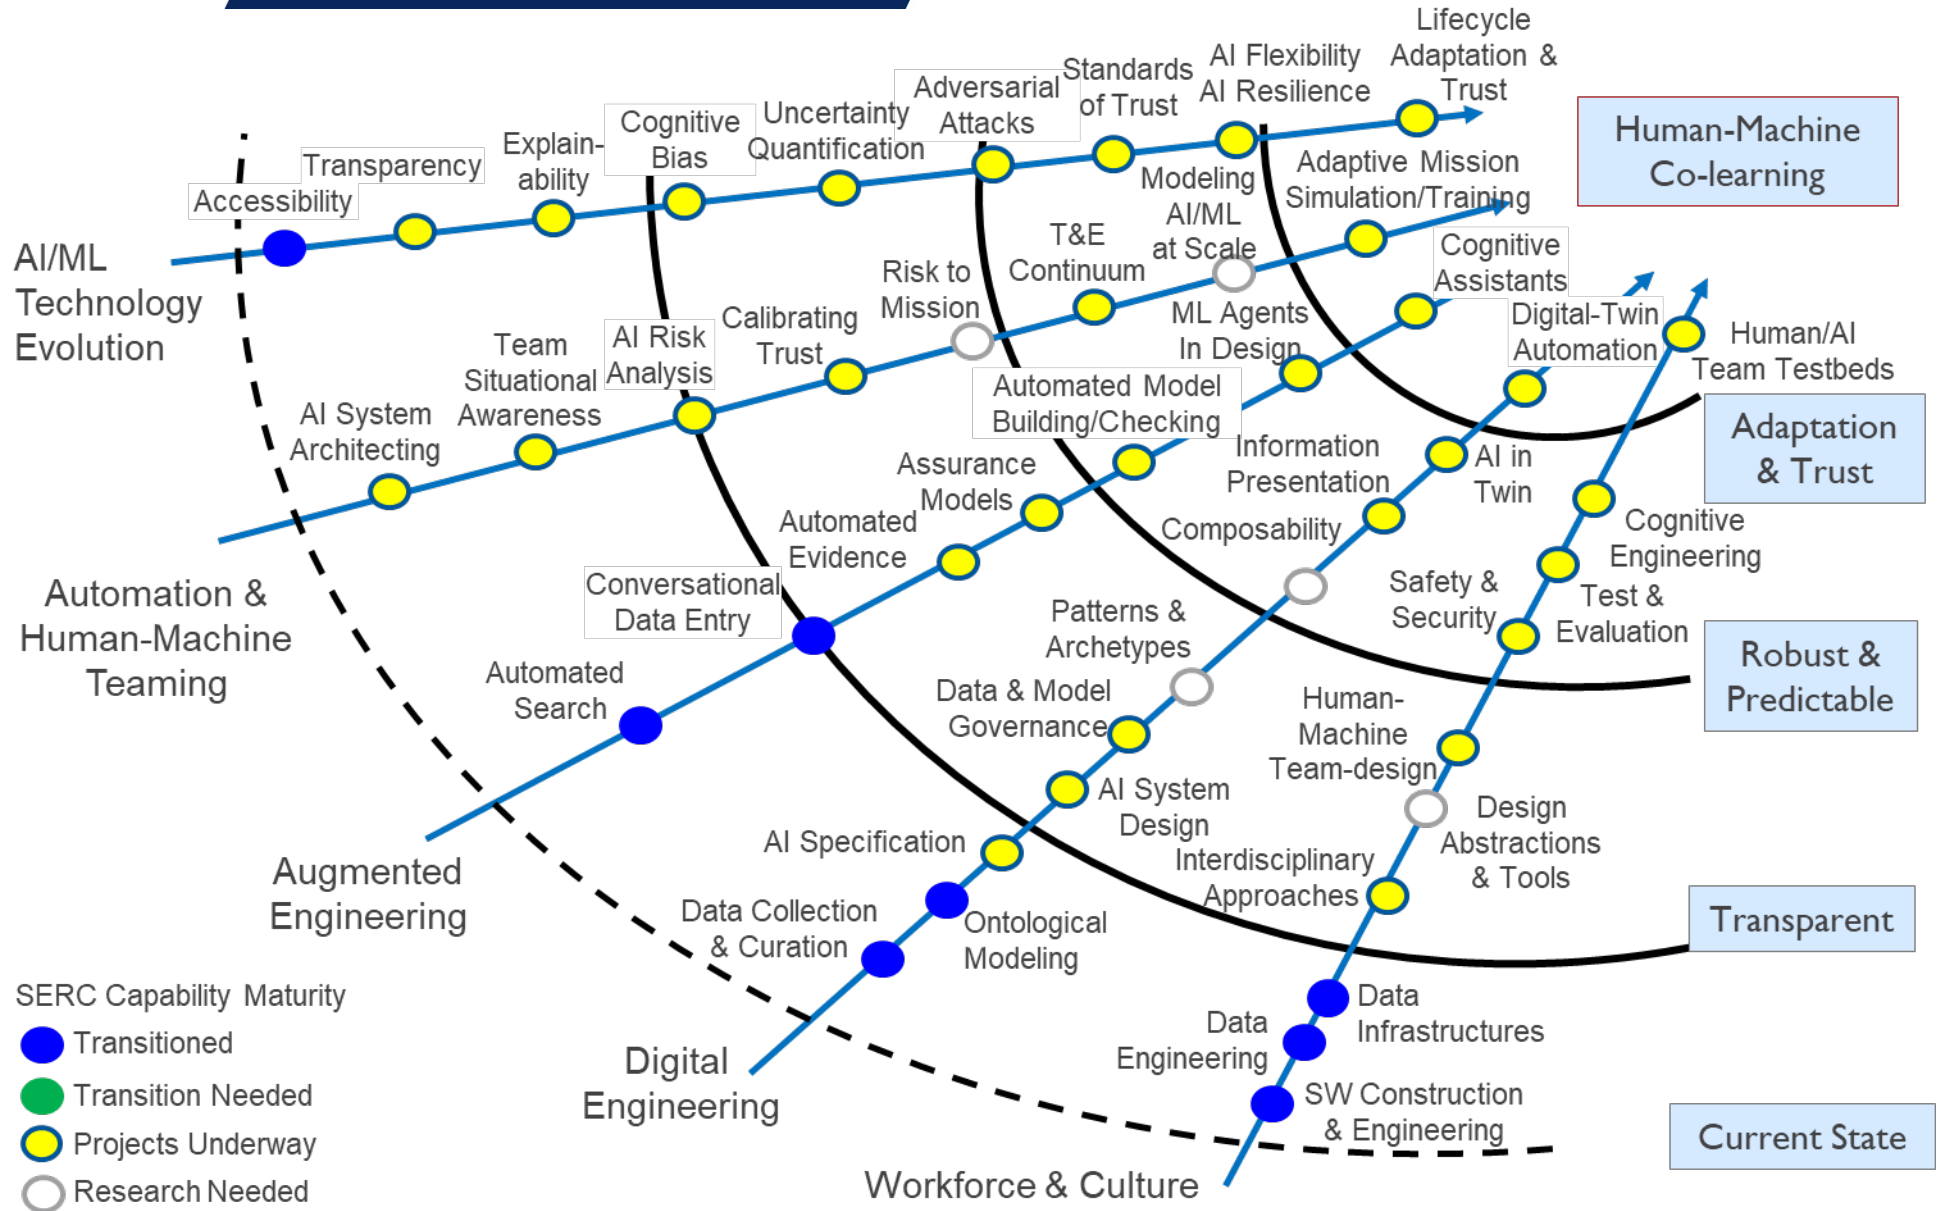 Lifecycle
Adaptation &
Trust
AI Flexibility
AI Resilience
Standards
of Trust
Adversarial
Attacks
Uncertainty
Quantification
Cognitive
Bias
Explain-
ability
Transparency
Accessibility
AI/ML
Technology
Evolution
Human-Machine
Co-learning
Adaptive Mission
Simulation/Training
Modeling
AI/ML
at Scale
T&E
Continuum
Risk to
Mission
Calibrating
Trust
AI Risk
Analysis
Team
Situational
Awareness
AI System
Architecting
Automation &
Human-Machine
Teaming
Cognitive
Assistants
ML Agents
In Design
Automated Model
Building/Checking
Assurance
Models
Automated
Evidence
Conversational
Data Entry
Automated
Search
Augmented
Engineering
Digital-Twin
Automation
AI in
Twin
Information
Presentation
Composability
Patterns &
Archetypes
Data & Model
Governance
AI System
Design
AI Specification
Ontological
Modeling
Data Collection
& Curation
Digital
Engineering
Human/AI
Team Testbeds
Adaptation
& Trust
Cognitive
Engineering
Test &
Evaluation
Safety &
Security
Robust &
Predictable
Human-
Machine
Team-design
Design
Abstractions
& Tools
Interdisciplinary
Approaches
Transparent
Data
Infrastructures
Data
Engineering
SW Construction
& Engineering
Current State
Workforce & Culture
SERC Capability Maturity
Transitioned
Transition Needed
Projects Underway
Research Needed